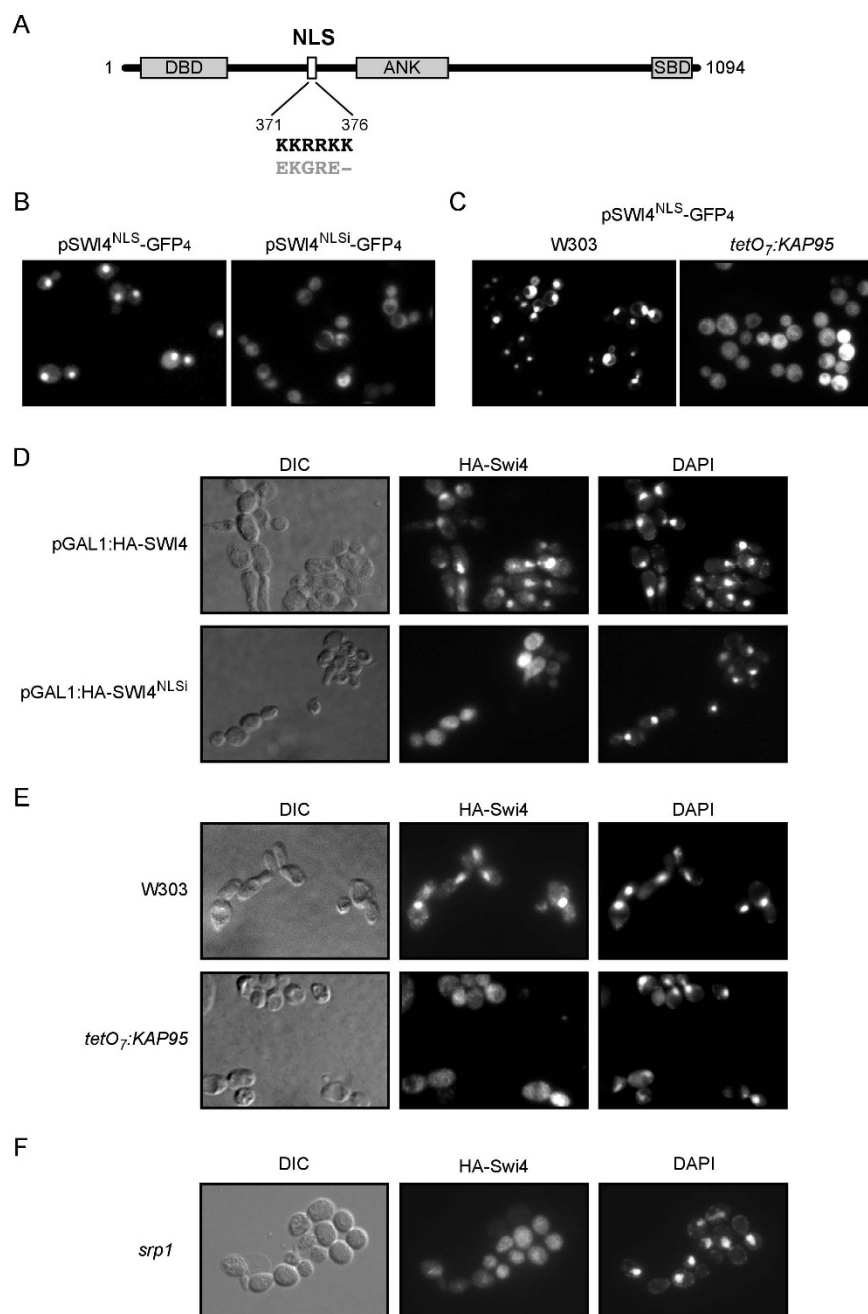 A
NLS
1 DBD ANK SBD 1094
371 376
KKRRKK
EKGRE-
B
pSWI4NLS-GFP4 pSWI4NLSi-GFP4
C
pSWI4NLS-GFP4
W303 tetO7:KAP95
D
DIC HA-Swi4 DAPI
pGAL1:HA-SWI4
pGAL1:HA-SWI4NLSi
E
DIC HA-Swi4 DAPI
W303
tetO7:KAP95
F
DIC HA-Swi4 DAPI
srp1